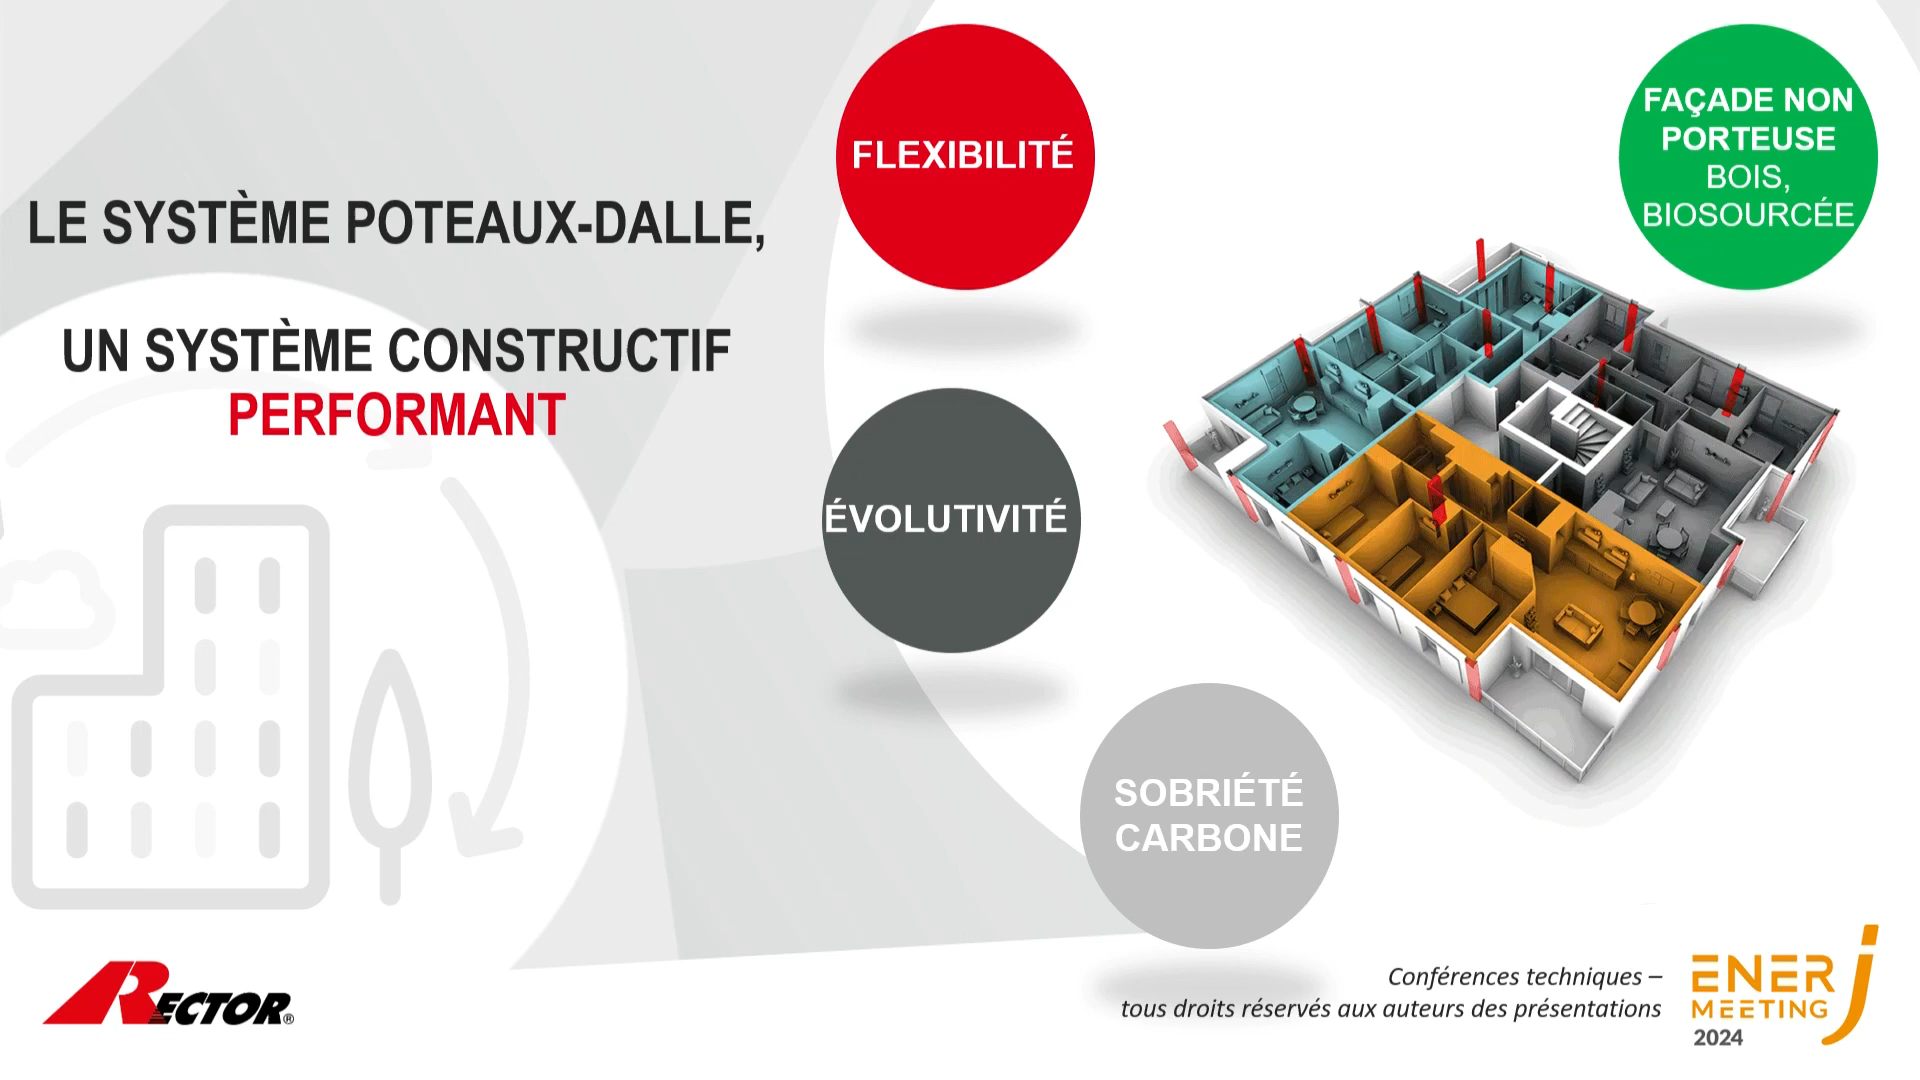 LE SYSTÈME POTEAUX-DALLE,
UN SYSTÈME CONSTRUCTIF
PERFORMANT
FLEXIBILITÉ
ÉVOLUTIVITÉ
SOBRIÉTÉ
CARBONE
FAÇADE NON
PORTEUSE
BOIS,
BIOSOURCÉE
RECTOR®
Conférences techniques –
tous droits réservés aux auteurs des présentations
ENERJ
MEETING
2024